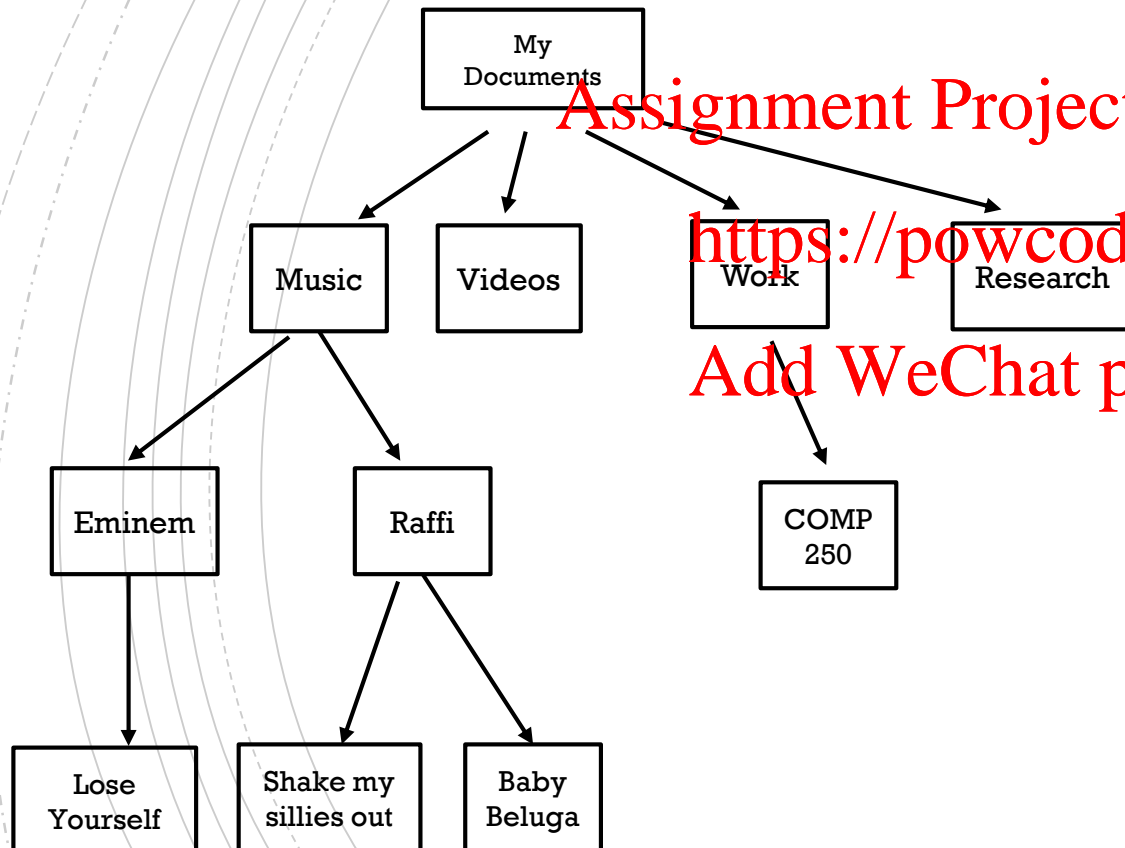 My
Documents
Assignment Project
https://powcod
Music
Videos
Work
Research
Add WeChat p
Eminem
Raffi
COMP
250
Lose
Yourself
Shake my
sillies out
Baby
Beluga